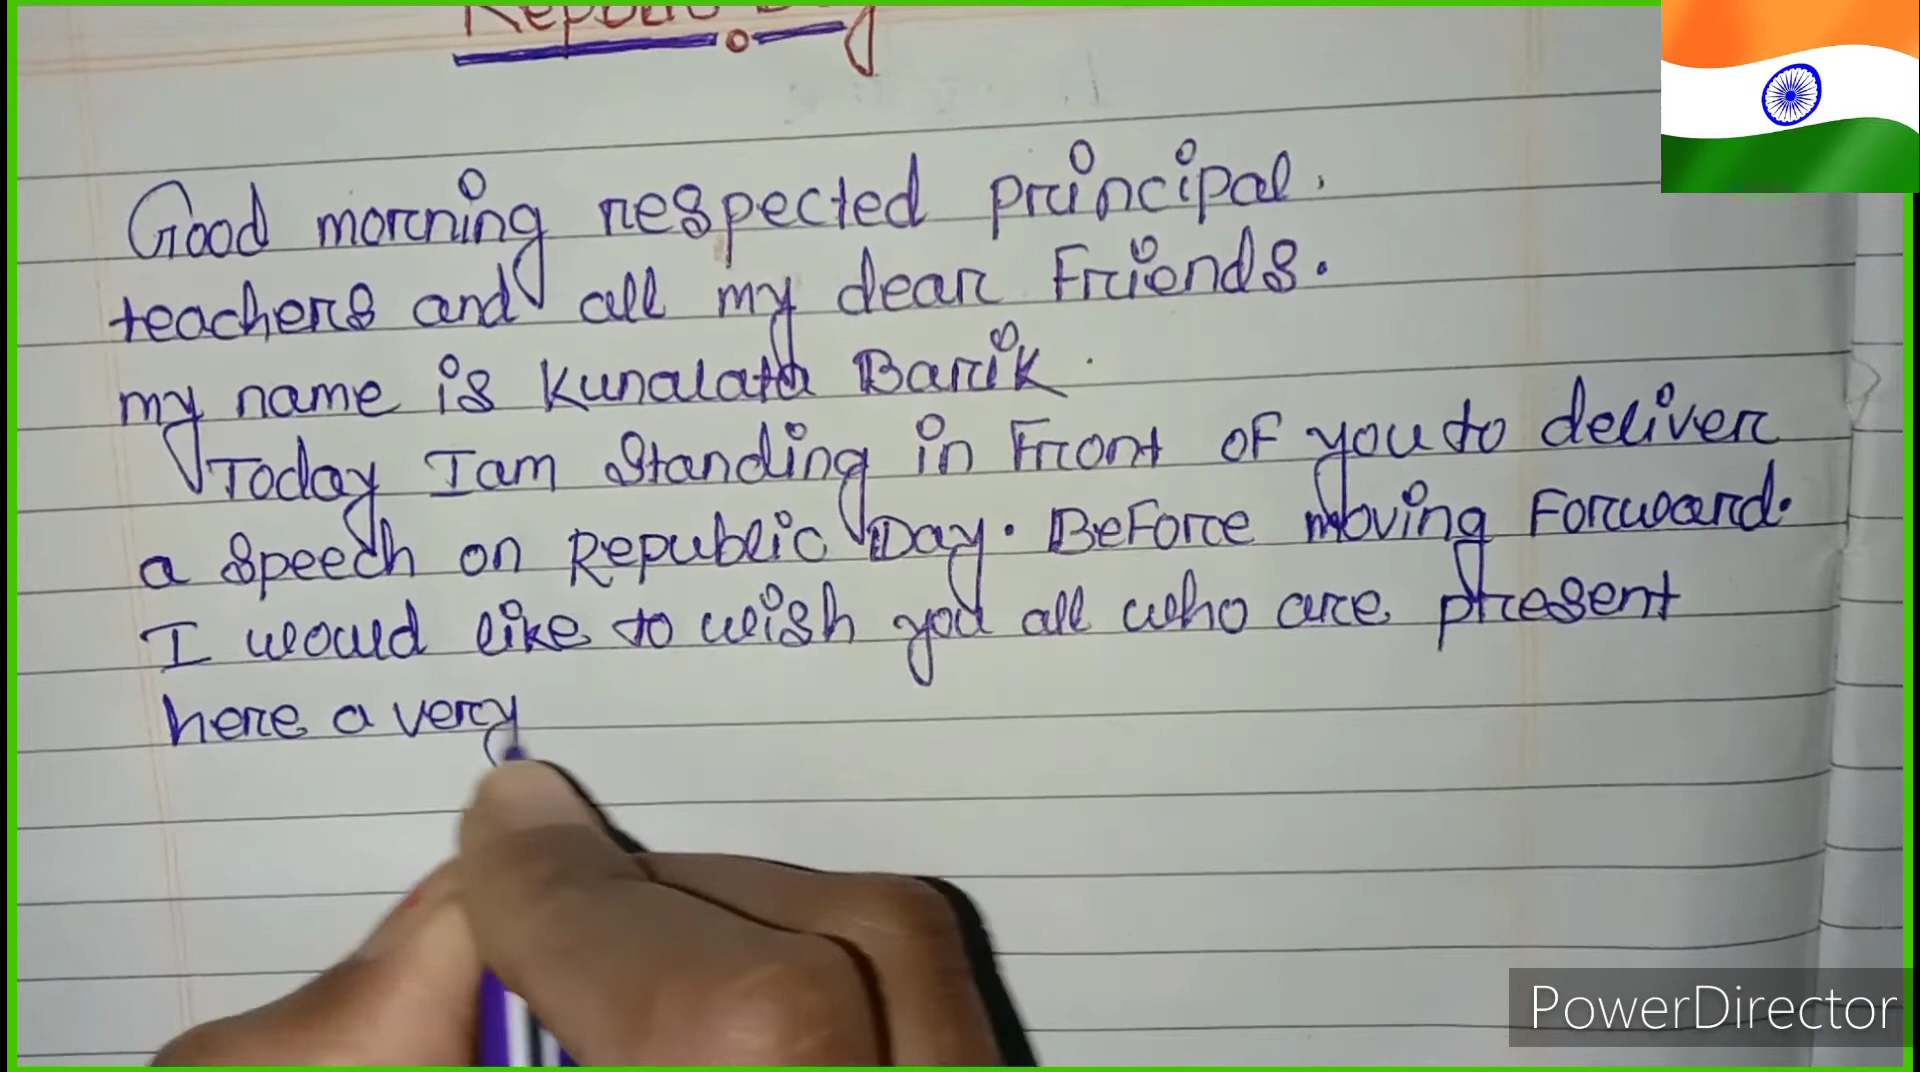 Republic Day
Good morning respected principal.
teachers and all my dear Friends.
my name is Kunalata Barik.
Today I am standing in Front of you to deliver
a speech on Republic Day. BeFore moving Forward.
I would like to wish you all who are present
here a very
PowerDirector